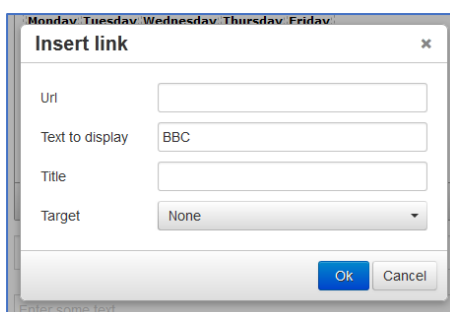 Monday Tuesday Wednesday Thursday Friday
Insert link ×
Url
Text to display BBC
Title
Target None
Ok Cancel
Enter some text